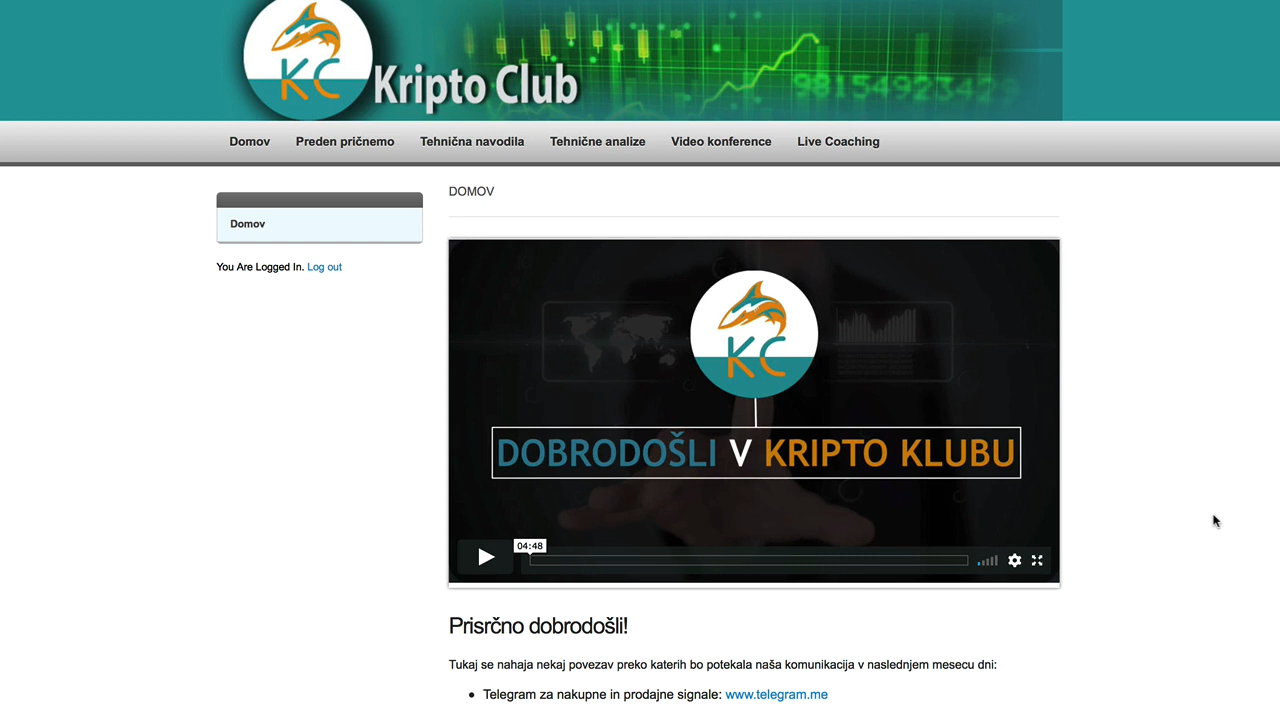 KC
Kripto Club
98154923429
Domov
Preden pričnemo
Tehnična navodila
Tehnične analize
Video konference
Live Coaching
Domov
You Are Logged In. Log out
DOMOV
KC
DOBRODOŠLI V KRIPTO KLUBU
04:48
Prisrčno dobrodošli!
Tukaj se nahaja nekaj povezav preko katerih bo potekala naša komunikacija v naslednjem mesecu dni:
• Telegram za nakupne in prodajne signale: www.telegram.me